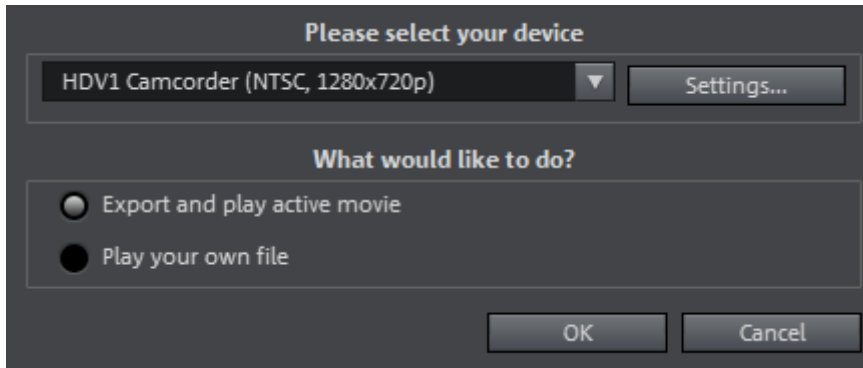 Please select your device
HDV1 Camcorder (NTSC, 1280x720p)
Settings...
What would like to do?
Export and play active movie
Play your own file
OK
Cancel